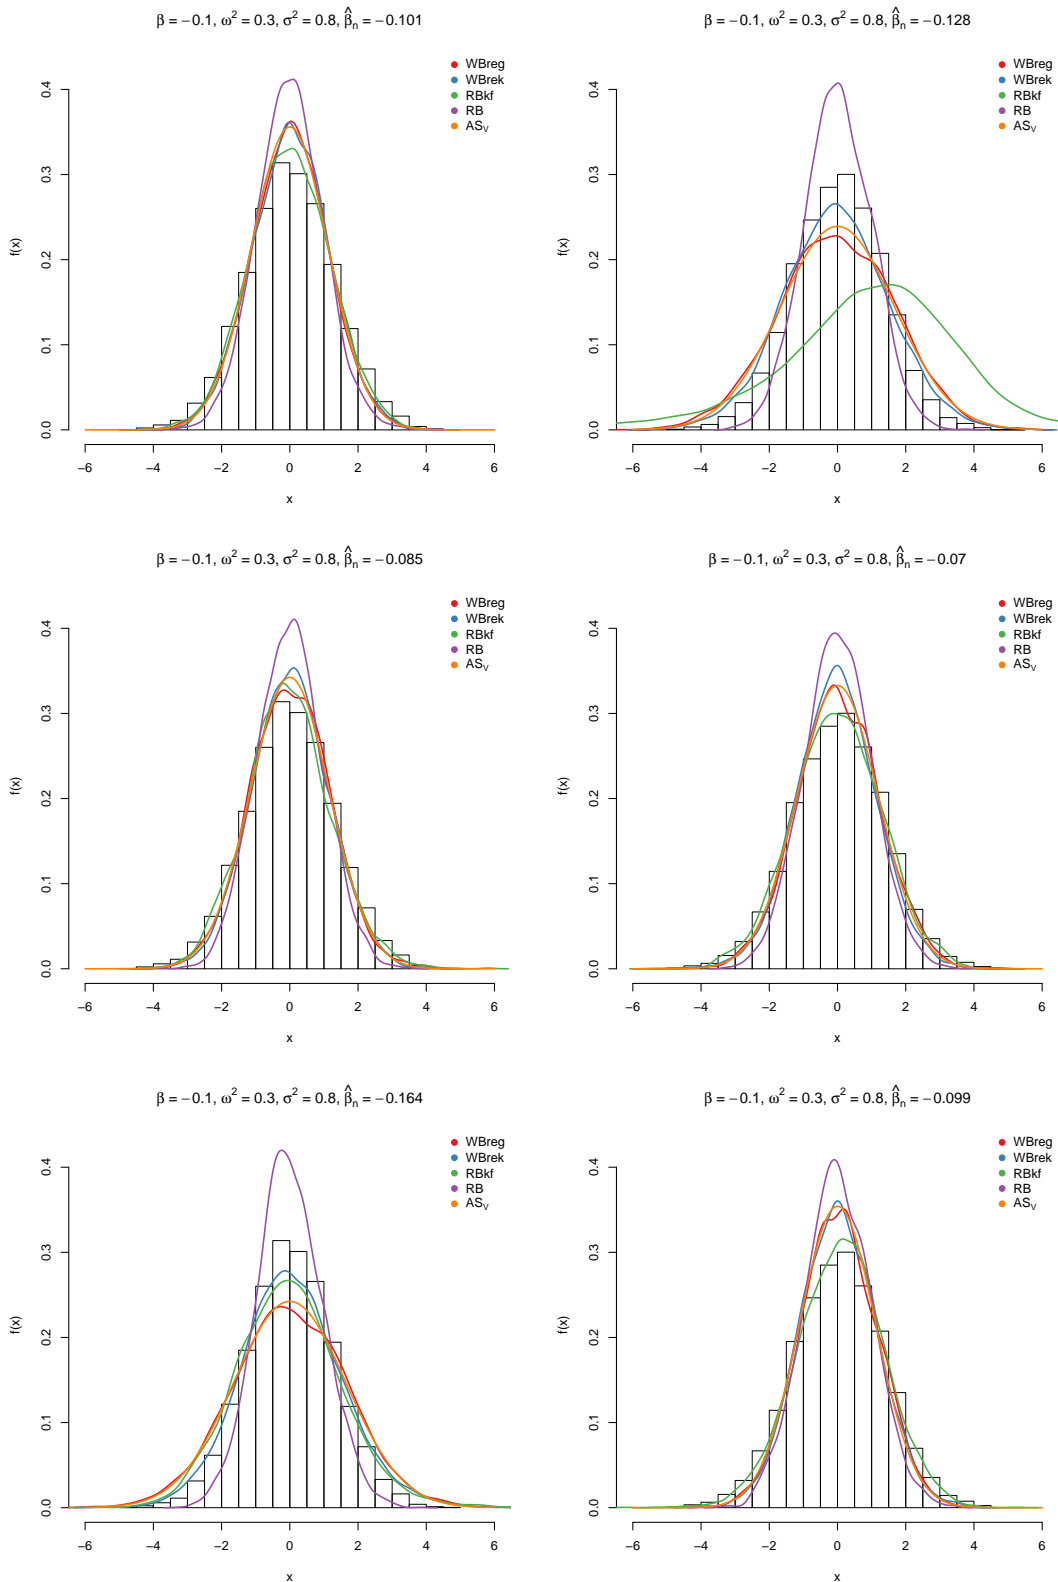 β = −0.1, ω² = 0.3, σ² = 0.8, β̂ₙ = −0.101
WBreg
WBrek
RBkf
RB
ASᵥ
f(x)
0.0 0.1 0.2 0.3 0.4
−6 −4 −2 0 2 4 6
x
β = −0.1, ω² = 0.3, σ² = 0.8, β̂ₙ = −0.128
WBreg
WBrek
RBkf
RB
ASᵥ
f(x)
0.0 0.1 0.2 0.3 0.4
−6 −4 −2 0 2 4 6
x
β = −0.1, ω² = 0.3, σ² = 0.8, β̂ₙ = −0.085
WBreg
WBrek
RBkf
RB
ASᵥ
f(x)
0.0 0.1 0.2 0.3 0.4
−6 −4 −2 0 2 4 6
x
β = −0.1, ω² = 0.3, σ² = 0.8, β̂ₙ = −0.07
WBreg
WBrek
RBkf
RB
ASᵥ
f(x)
0.0 0.1 0.2 0.3 0.4
−6 −4 −2 0 2 4 6
x
β = −0.1, ω² = 0.3, σ² = 0.8, β̂ₙ = −0.164
WBreg
WBrek
RBkf
RB
ASᵥ
f(x)
0.0 0.1 0.2 0.3 0.4
−6 −4 −2 0 2 4 6
x
β = −0.1, ω² = 0.3, σ² = 0.8, β̂ₙ = −0.099
WBreg
WBrek
RBkf
RB
ASᵥ
f(x)
0.0 0.1 0.2 0.3 0.4
−6 −4 −2 0 2 4 6
x